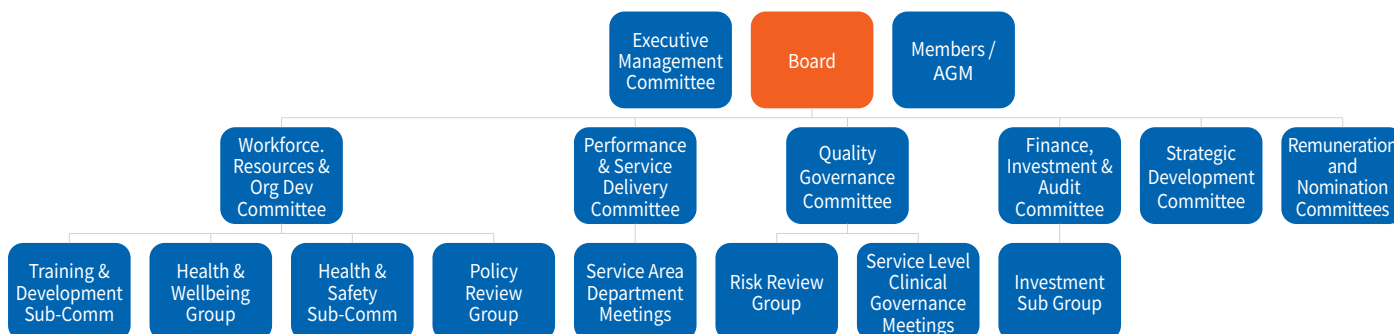 Executive
Management
Committee
Board
Members /
AGM
Workforce.
Resources &
Org Dev
Committee
Performance
& Service
Delivery
Committee
Quality
Governance
Committee
Finance,
Investment &
Audit
Committee
Strategic
Development
Committee
Remuneration
and
Nomination
Committees
Training &
Development
Sub-Comm
Health &
Wellbeing
Group
Health &
Safety
Sub-Comm
Policy
Review
Group
Service Area
Department
Meetings
Risk Review
Group
Service Level
Clinical
Governance
Meetings
Investment
Sub Group